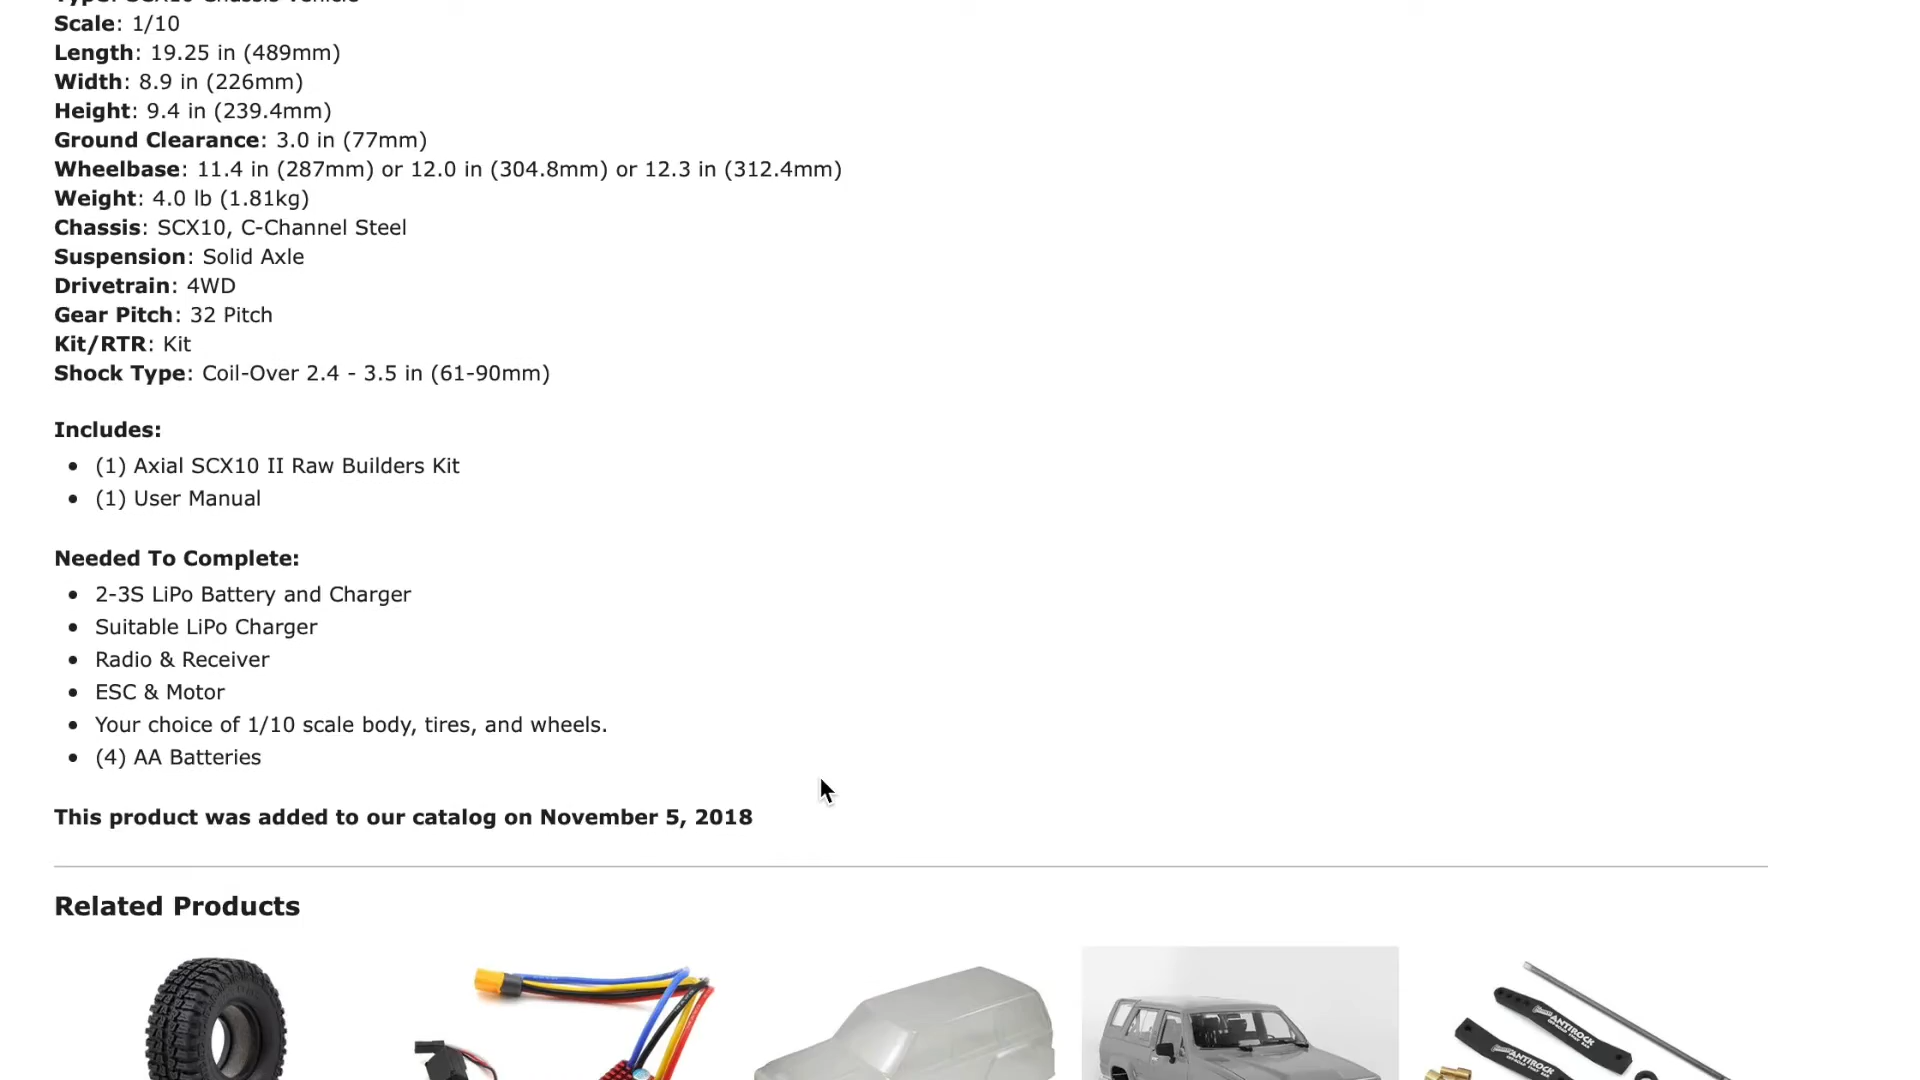 Type: SCX10 Chassis Vehicle
Scale: 1/10
Length: 19.25 in (489mm)
Width: 8.9 in (226mm)
Height: 9.4 in (239.4mm)
Ground Clearance: 3.0 in (77mm)
Wheelbase: 11.4 in (287mm) or 12.0 in (304.8mm) or 12.3 in (312.4mm)
Weight: 4.0 lb (1.81kg)
Chassis: SCX10, C-Channel Steel
Suspension: Solid Axle
Drivetrain: 4WD
Gear Pitch: 32 Pitch
Kit/RTR: Kit
Shock Type: Coil-Over 2.4 - 3.5 in (61-90mm)
Includes:
(1) Axial SCX10 II Raw Builders Kit
(1) User Manual
Needed To Complete:
2-3S LiPo Battery and Charger
Suitable LiPo Charger
Radio & Receiver
ESC & Motor
Your choice of 1/10 scale body, tires, and wheels.
(4) AA Batteries
This product was added to our catalog on November 5, 2018
Related Products
ANTIROCK
ANTIROCK